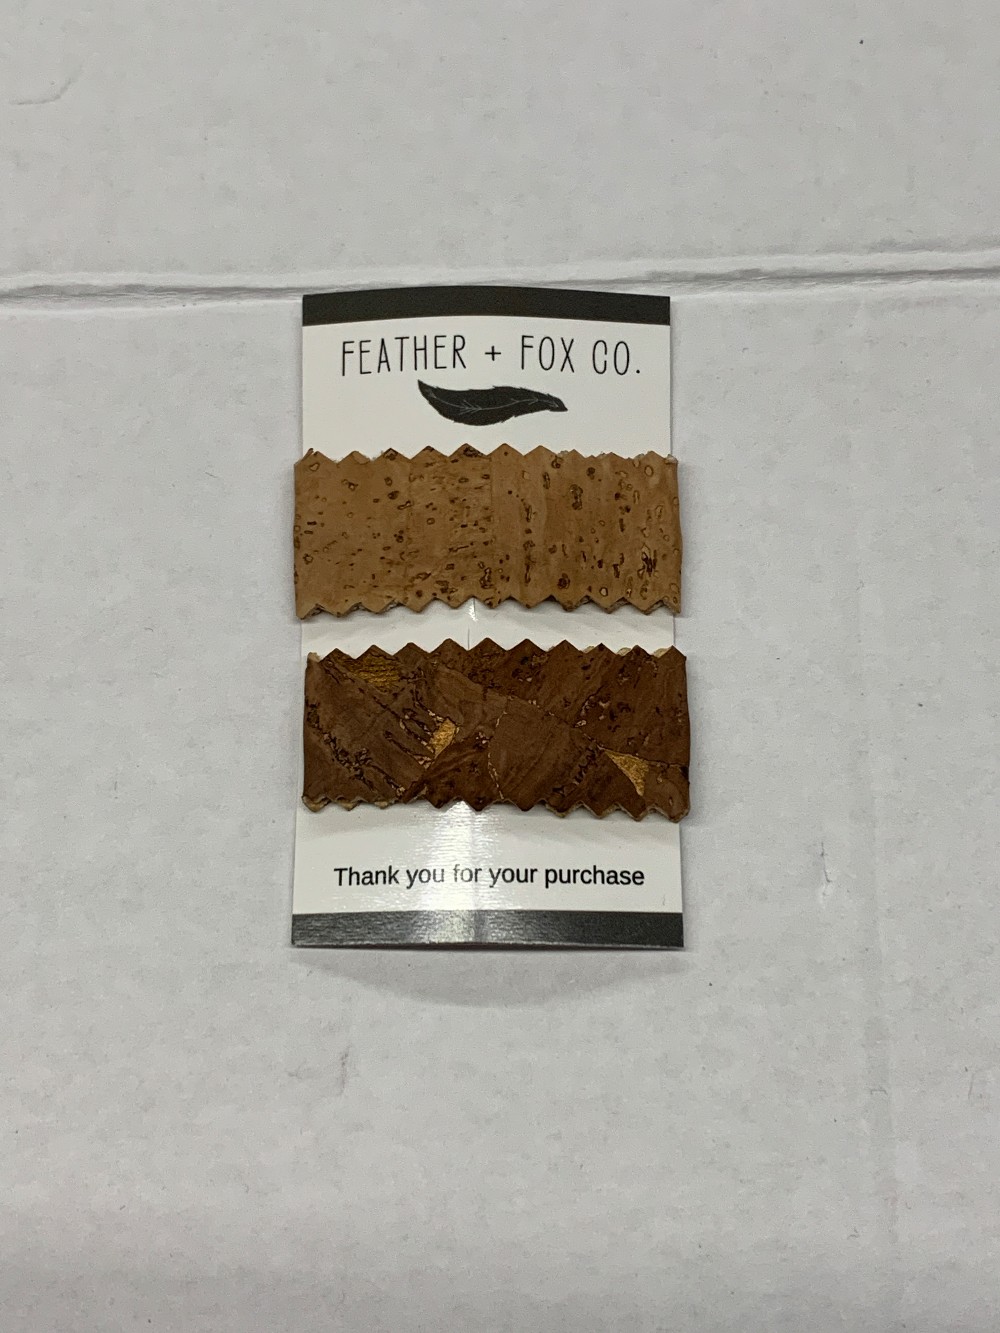 FEATHER + FOX CO.
Thank you for your purchase